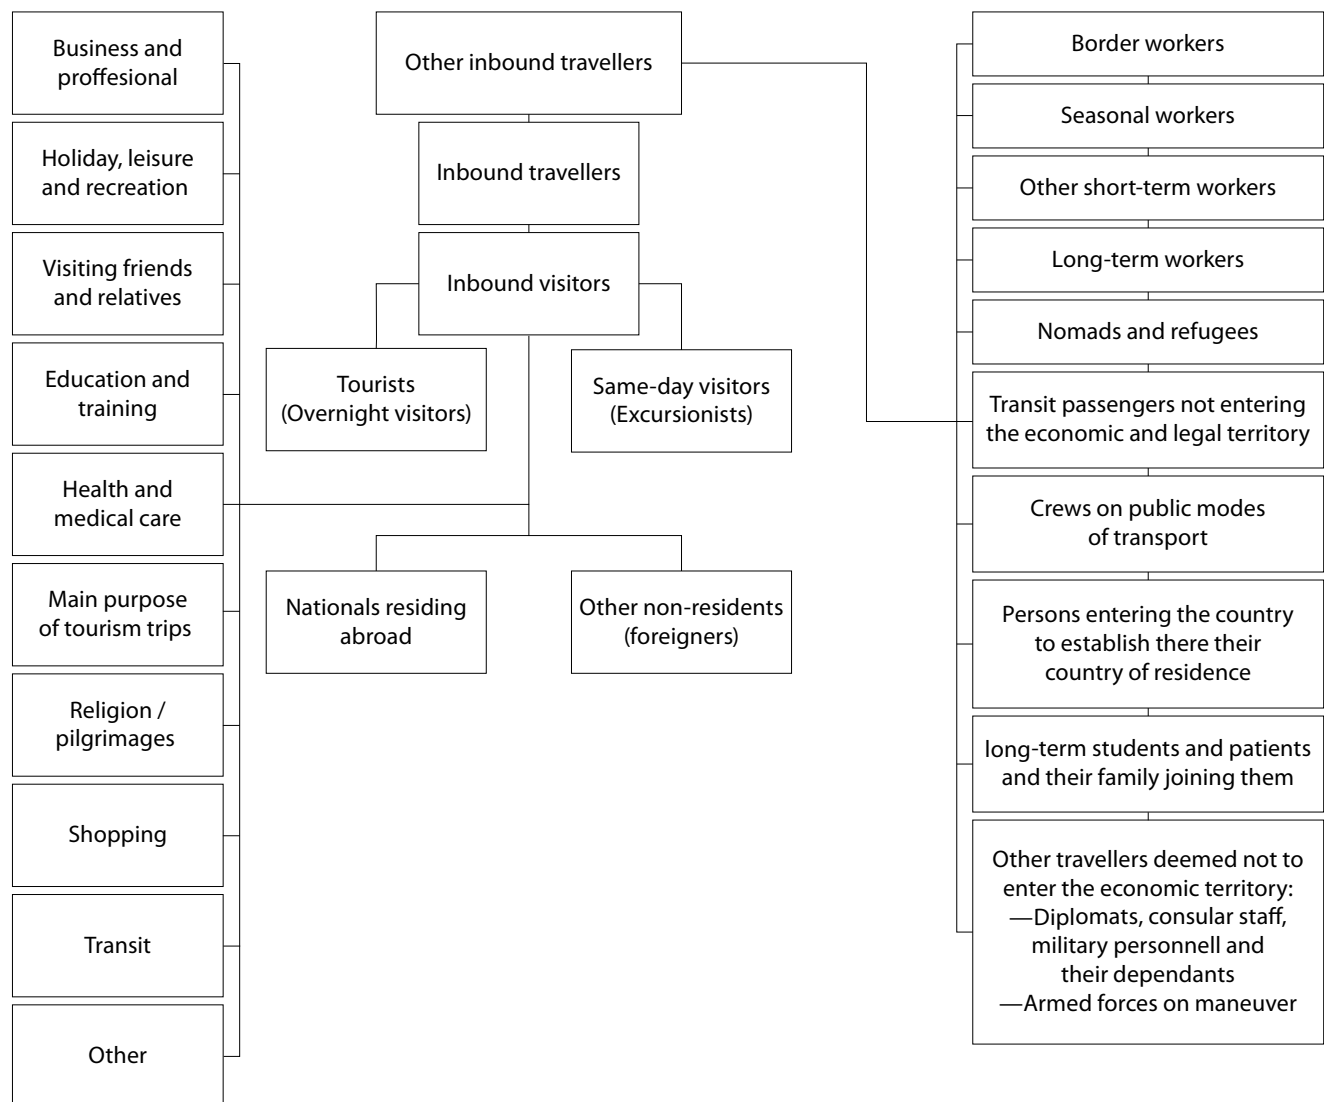 Business and
proffesional
Holiday, leisure
and recreation
Visiting friends
and relatives
Education and
training
Health and
medical care
Main purpose
of tourism trips
Religion /
pilgrimages
Shopping
Transit
Other
Other inbound travellers
Inbound travellers
Inbound visitors
Tourists
(Overnight visitors)
Same-day visitors
(Excursionists)
Nationals residing
abroad
Other non-residents
(foreigners)
Border workers
Seasonal workers
Other short-term workers
Long-term workers
Nomads and refugees
Transit passengers not entering
the economic and legal territory
Crews on public modes
of transport
Persons entering the country
to establish there their
country of residence
long-term students and patients
and their family joining them
Other travellers deemed not to
enter the economic territory:
—Diplomats, consular staff,
military personnell and
their dependants
—Armed forces on maneuver